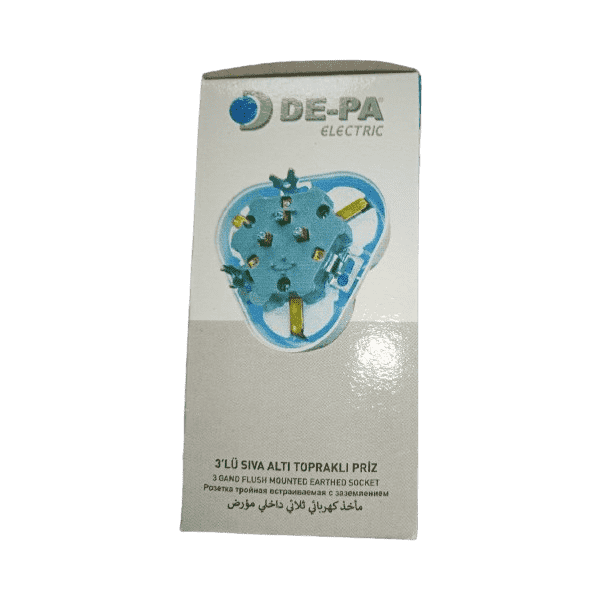 DE-PA
ELECTRIC
3'LÜ SIVA ALTI TOPRAKLI PRİZ
3 GAND FLUSH MOUNTED EARTHED SOCKET
Розетка тройная встраиваемая с заземлением
مأخذ كهربائي ثلاثي داخلي مؤرض